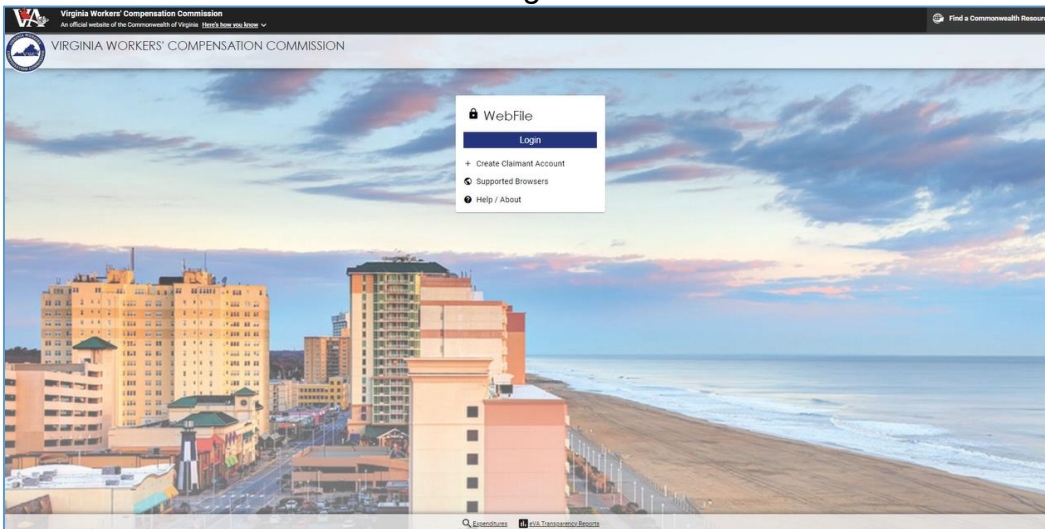 Virginia Workers' Compensation Commission
An official website of the Commonwealth of Virginia Here's how you know
Find a Commonwealth Resour
VIRGINIA WORKERS' COMPENSATION COMMISSION
WebFile
Login
+ Create Claimant Account
Supported Browsers
Help / About
Expenditures eVA Transparency Reports